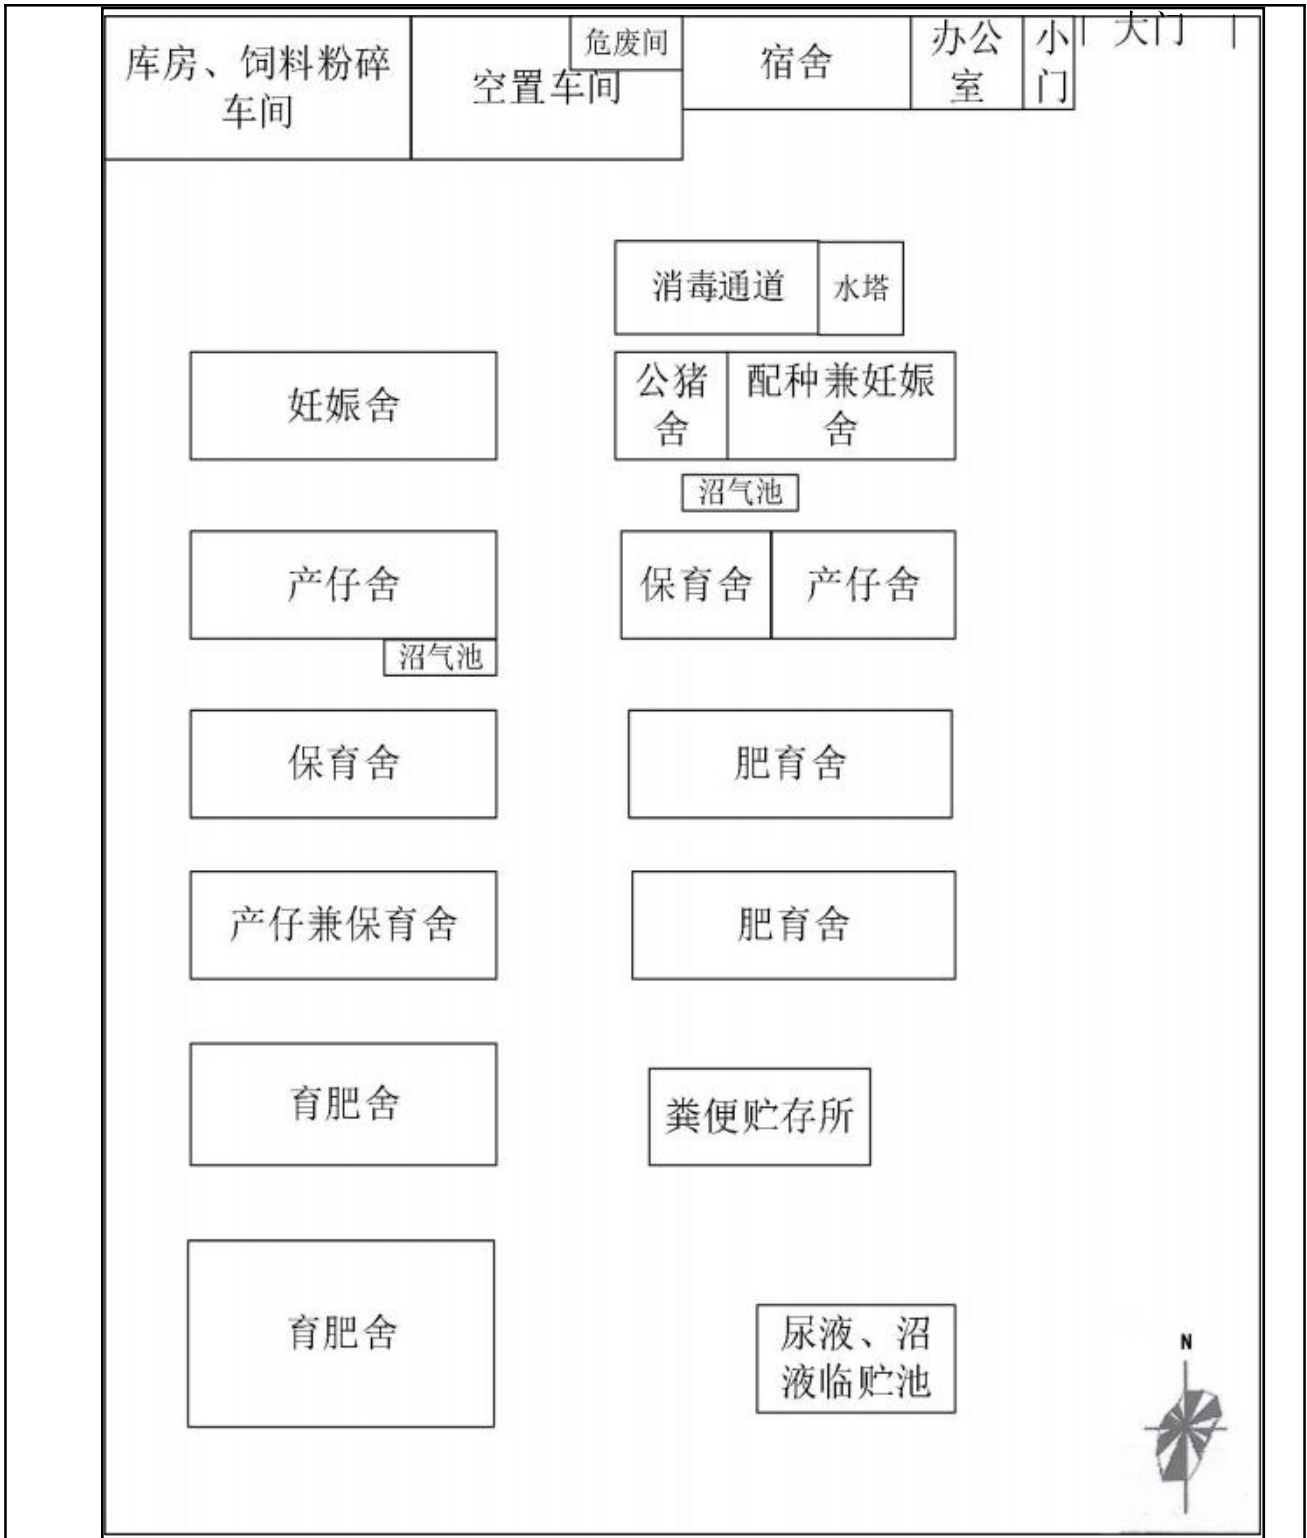 库房、饲料粉碎
车间
空置车间
危废间
宿舍
办公
室
小
门
大门
消毒通道
水塔
妊娠舍
公猪
舍
配种兼妊娠
舍
沼气池
产仔舍
保育舍
产仔舍
沼气池
保育舍
肥育舍
产仔兼保育舍
肥育舍
育肥舍
粪便贮存所
育肥舍
尿液、沼
液临贮池
N